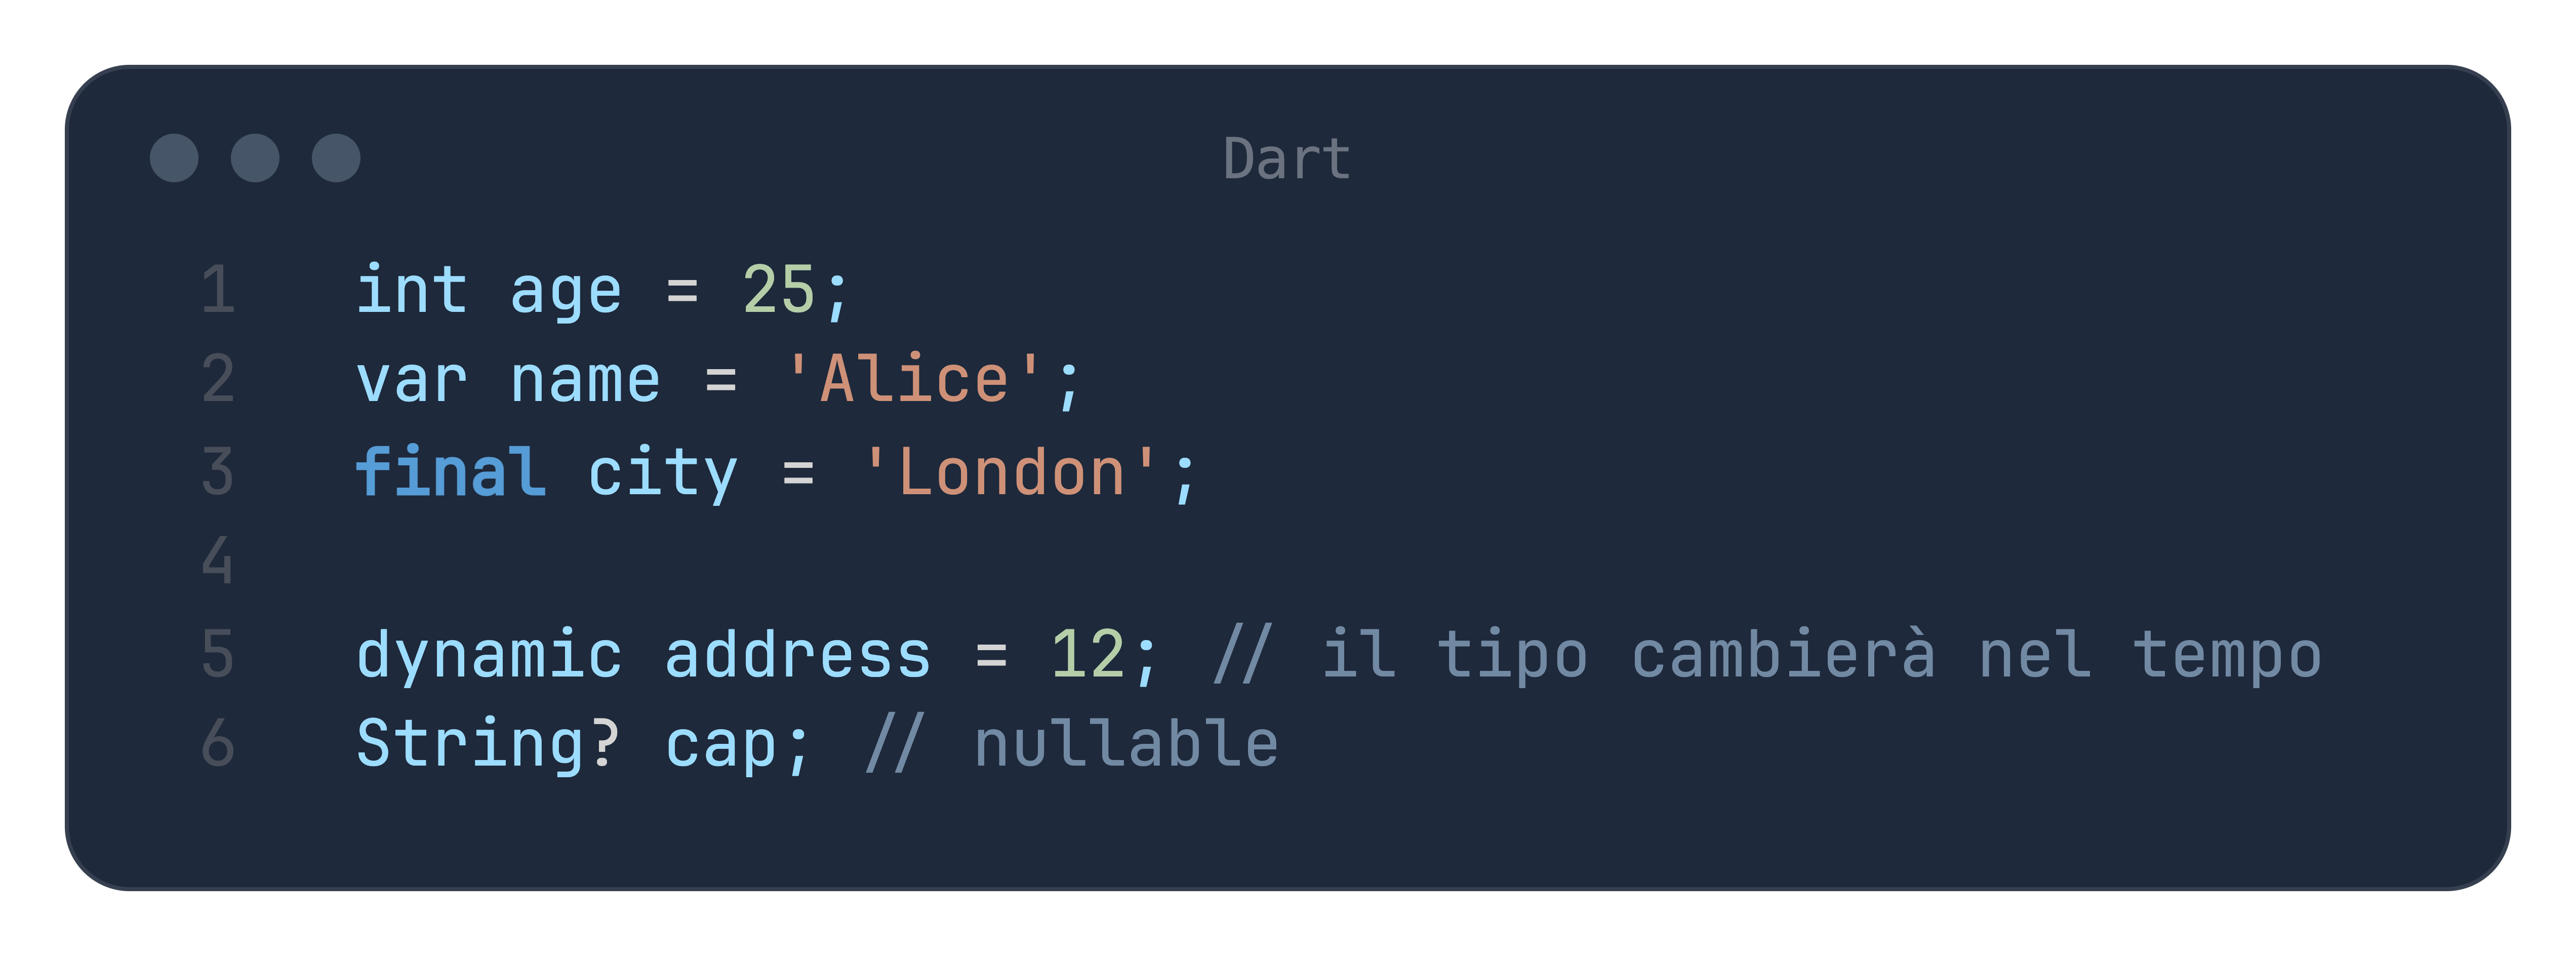 Dart
1 int age = 25;
2 var name = 'Alice';
3 final city = 'London';
4
5 dynamic address = 12; // il tipo cambierà nel tempo
6 String? cap; // nullable